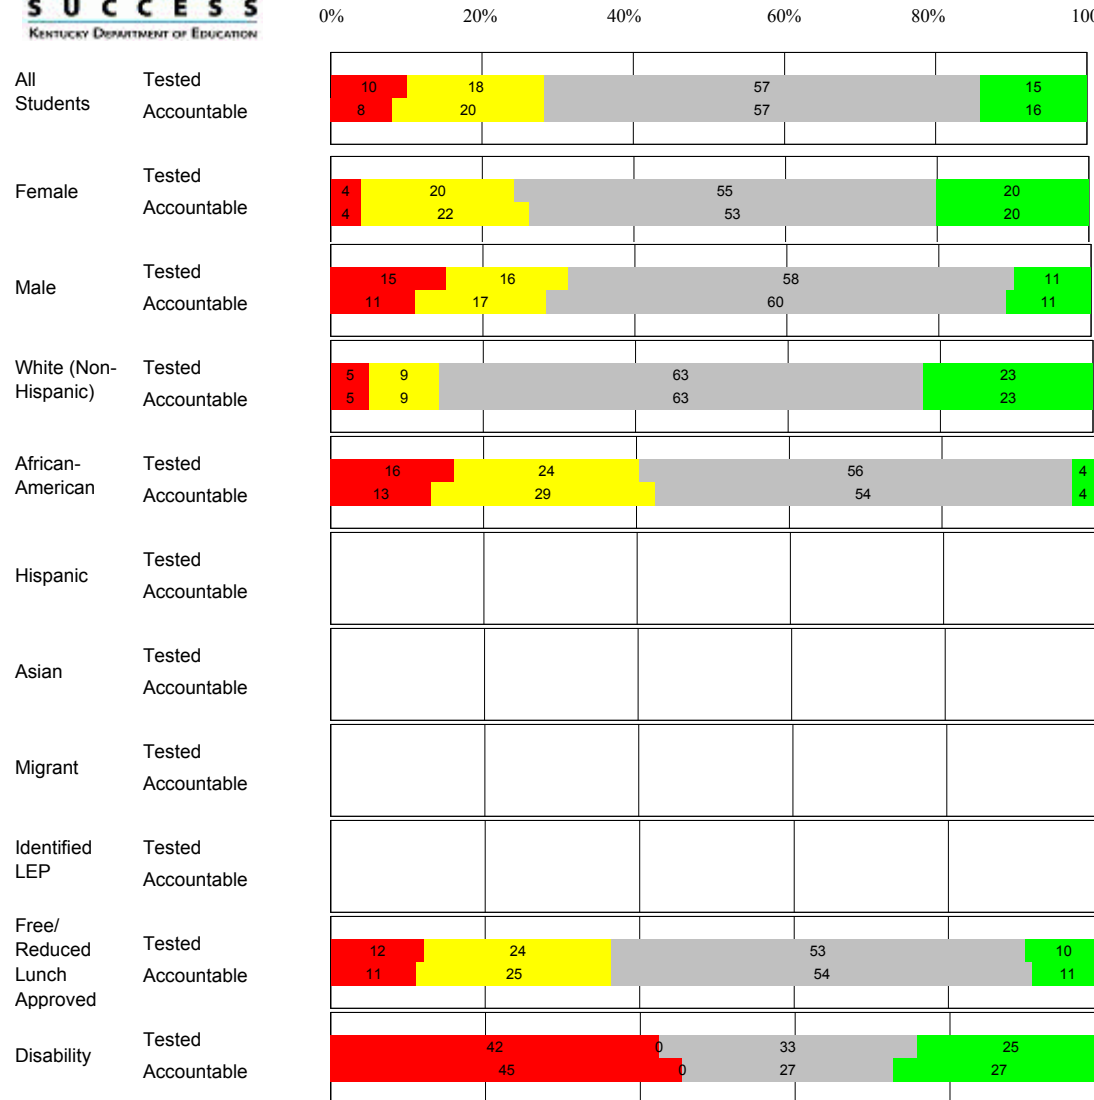 SUCCESS
KENTUCKY DEPARTMENT OF EDUCATION
0% 20% 40% 60% 80% 100
All Students
Tested 10 18 57 15
Accountable 8 20 57 16
Female
Tested 4 20 55 20
Accountable 4 22 53 20
Male
Tested 15 16 58 11
Accountable 11 17 60 11
White (Non-
Hispanic)
Tested 5 9 63 23
Accountable 5 9 63 23
African-
American
Tested 16 24 56 4
Accountable 13 29 54 4
Hispanic
Tested
Accountable
Asian
Tested
Accountable
Migrant
Tested
Accountable
Identified
LEP
Tested
Accountable
Free/
Reduced
Lunch
Approved
Tested 12 24 53 10
Accountable 11 25 54 11
Disability
Tested 42 0 33 25
Accountable 45 0 27 27